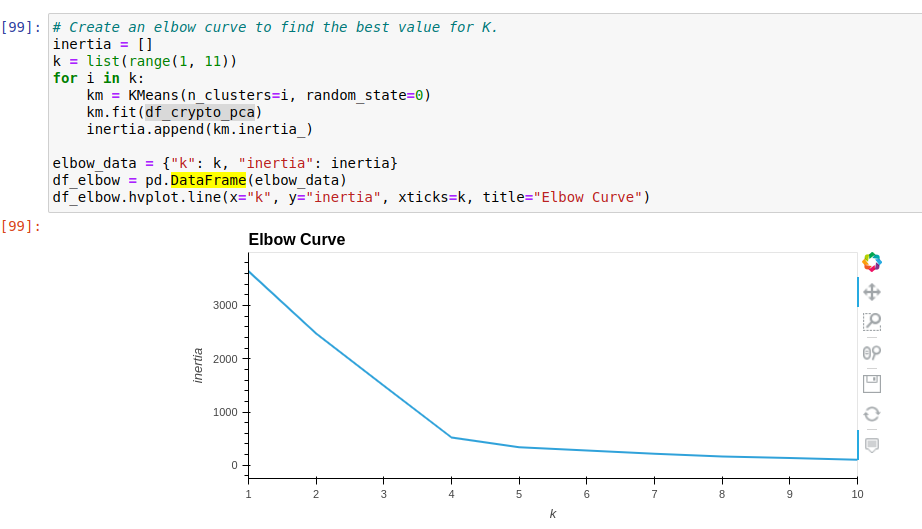 [99]: # Create an elbow curve to find the best value for K.
inertia = []
k = list(range(1, 11))
for i in k:
    km = KMeans(n_clusters=i, random_state=0)
    km.fit(df_crypto_pca)
    inertia.append(km.inertia_)
elbow_data = {"k": k, "inertia": inertia}
df_elbow = pd.DataFrame(elbow_data)
df_elbow.hvplot.line(x="k", y="inertia", xticks=k, title="Elbow Curve")
[99]:
Elbow Curve
3000
2000
1000
0
inertia
1 2 3 4 5 6 7 8 9 10
k